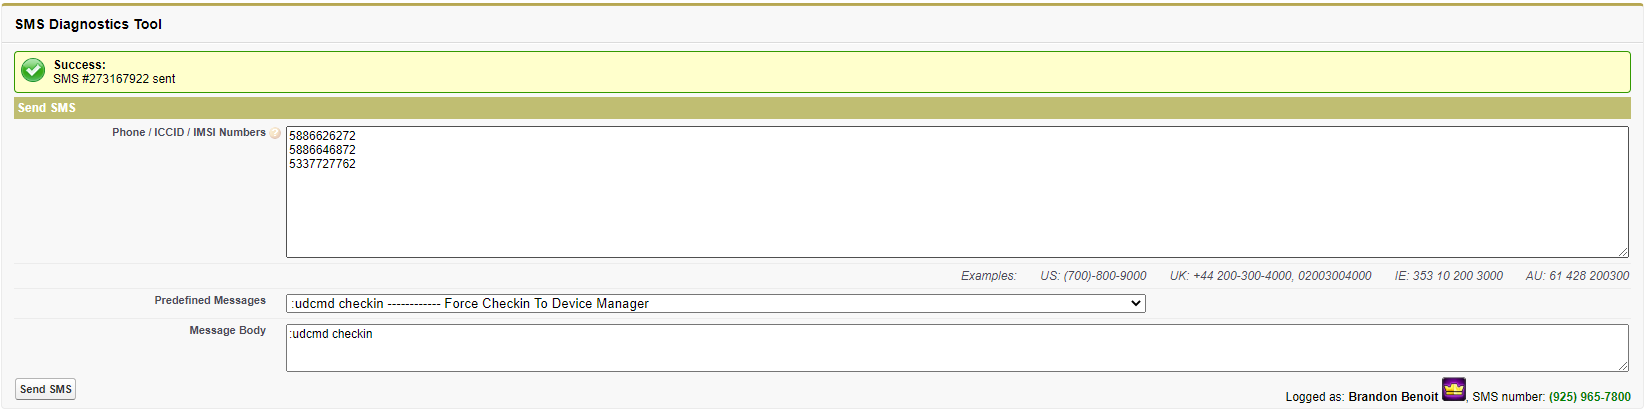 SMS Diagnostics Tool
Success:
SMS #273167922 sent
Send SMS
Phone / ICCID / IMSI Numbers ?
5886626272
5886646872
5337727762
Examples: US: (700)-800-9000 UK: +44 200-300-4000, 02003004000 IE: 353 10 200 3000 AU: 61 428 200300
Predefined Messages :udcmd checkin ------------ Force Checkin To Device Manager
Message Body :udcmd checkin
Send SMS
Logged as: Brandon Benoit , SMS number: (925) 965-7800